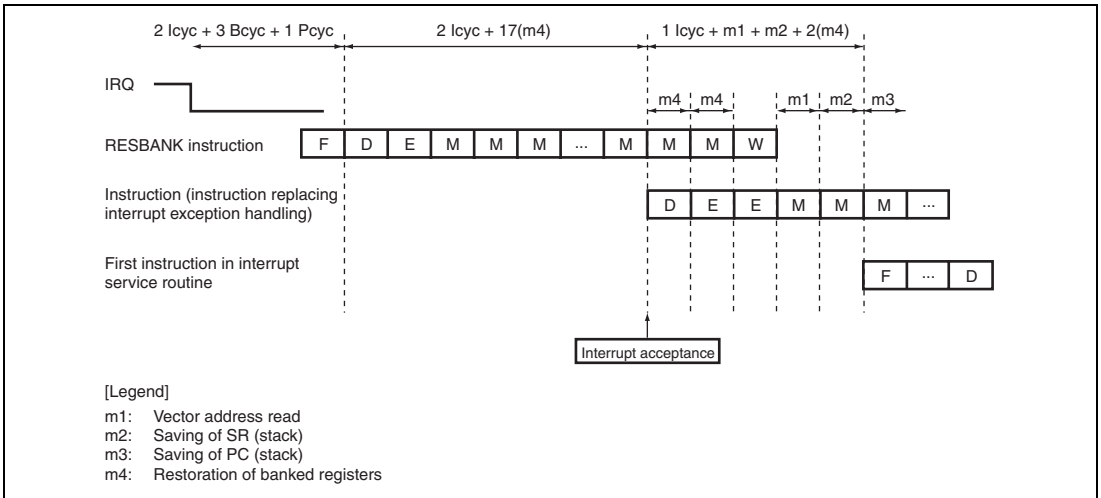 2 Icyc + 3 Bcyc + 1 Pcyc 2 Icyc + 17(m4) 1 Icyc + m1 + m2 + 2(m4)
IRQ
m4 m4 m1 m2 m3
RESBANK instruction F D E M M M ... M M M W
Instruction (instruction replacing
interrupt exception handling) D E E M M M ...
First instruction in interrupt
service routine F ... D
Interrupt acceptance
[Legend]
m1: Vector address read
m2: Saving of SR (stack)
m3: Saving of PC (stack)
m4: Restoration of banked registers